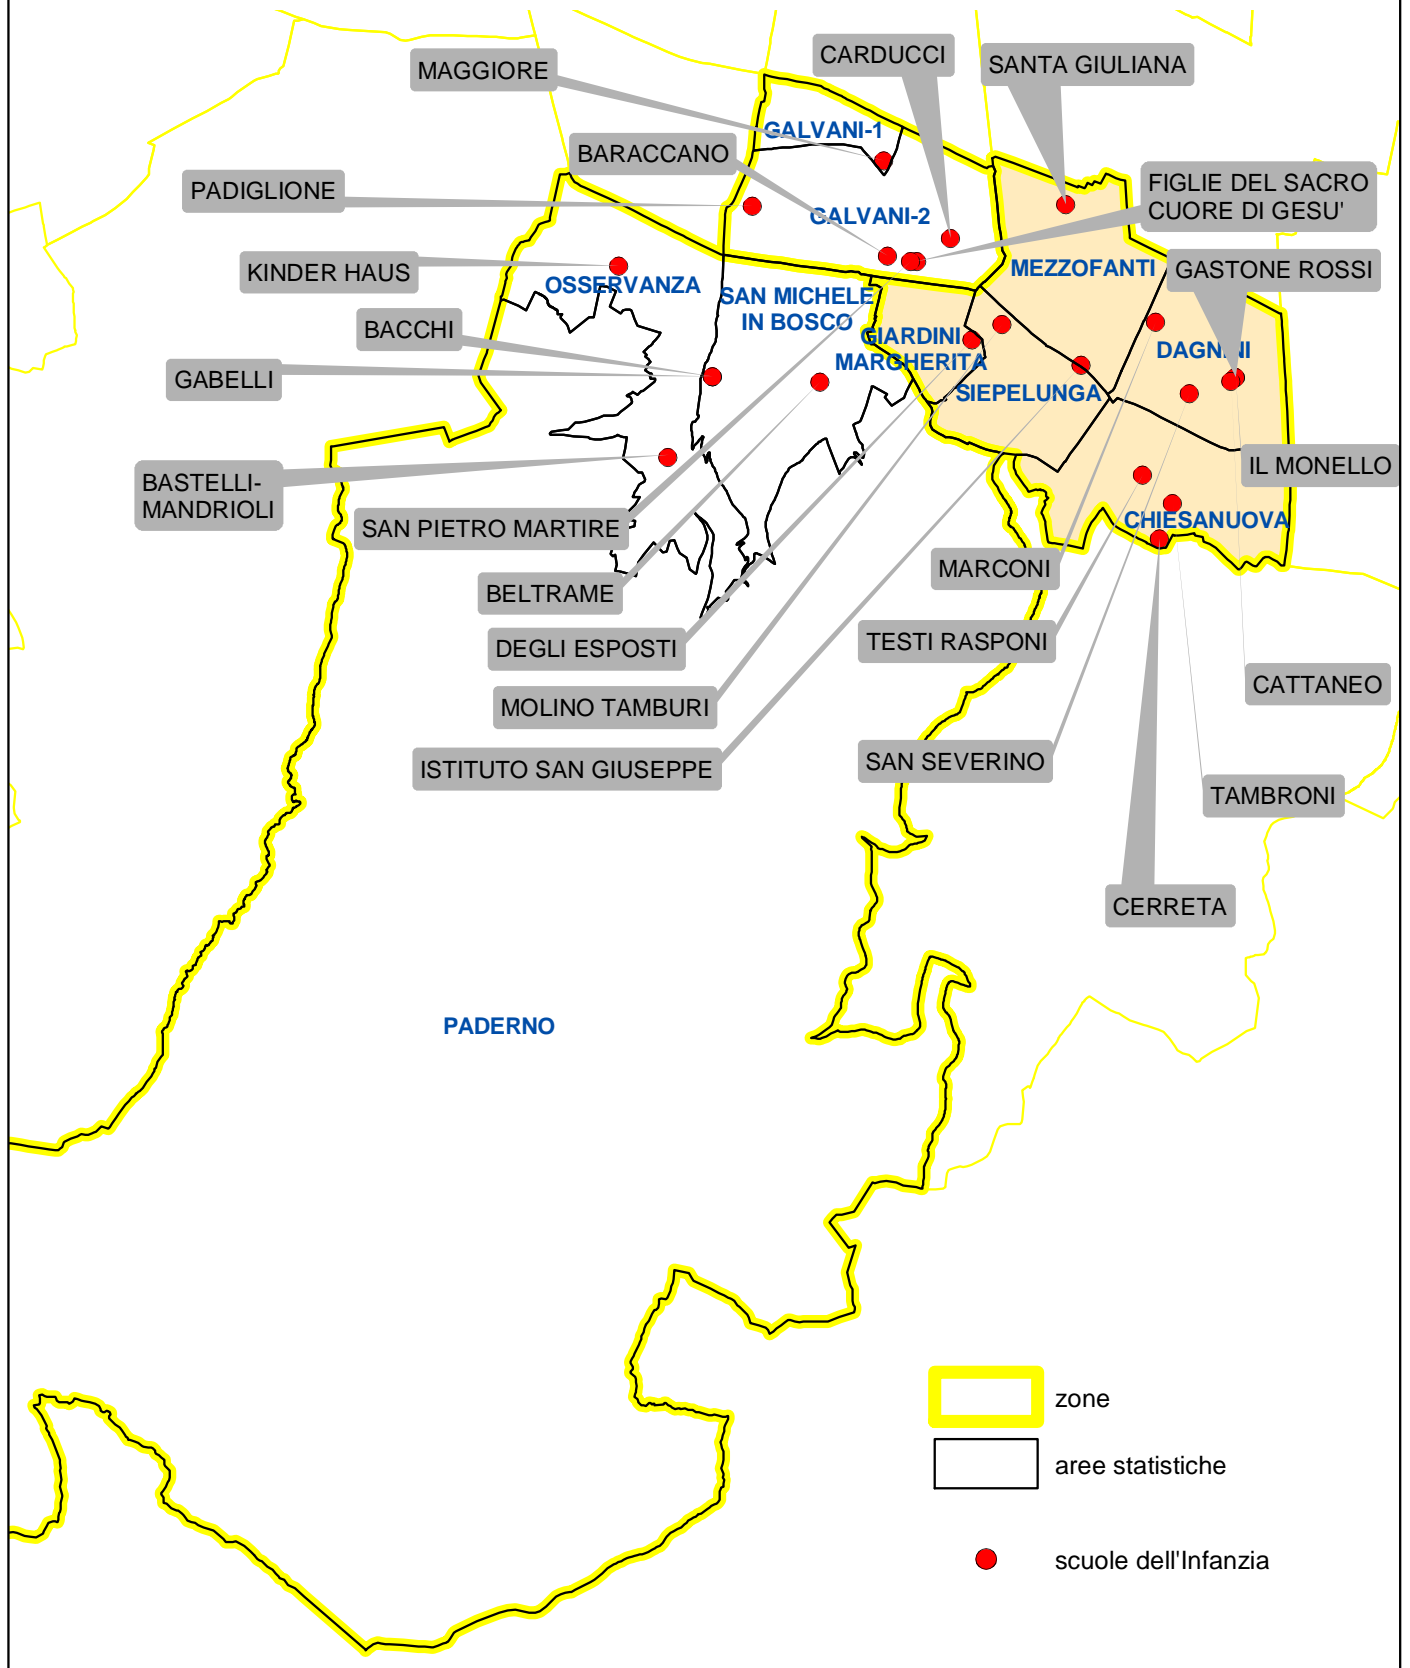 CARDUCCI
SANTA GIULIANA
MAGGIORE
GALVANI-1
BARACCANO
PADIGLIONE
FIGLIE DEL SACRO
CUORE DI GESU'
GALVANI-2
KINDER HAUS
MEZZOFANTI
GASTONE ROSSI
OSSERVANZA
SAN MICHELE
IN BOSCO
BACCHI
GIARDINI
MARGHERITA
DAGNINI
GABELLI
SIEPELUNGA
IL MONELLO
BASTELLI-
MANDRIOLI
SAN PIETRO MARTIRE
CHIESANUOVA
MARCONI
BELTRAME
DEGLI ESPOSTI
TESTI RASPONI
CATTANEO
MOLINO TAMBURI
ISTITUTO SAN GIUSEPPE
SAN SEVERINO
TAMBRONI
CERRETA
PADERNO
zone
aree statistiche
scuole dell'Infanzia